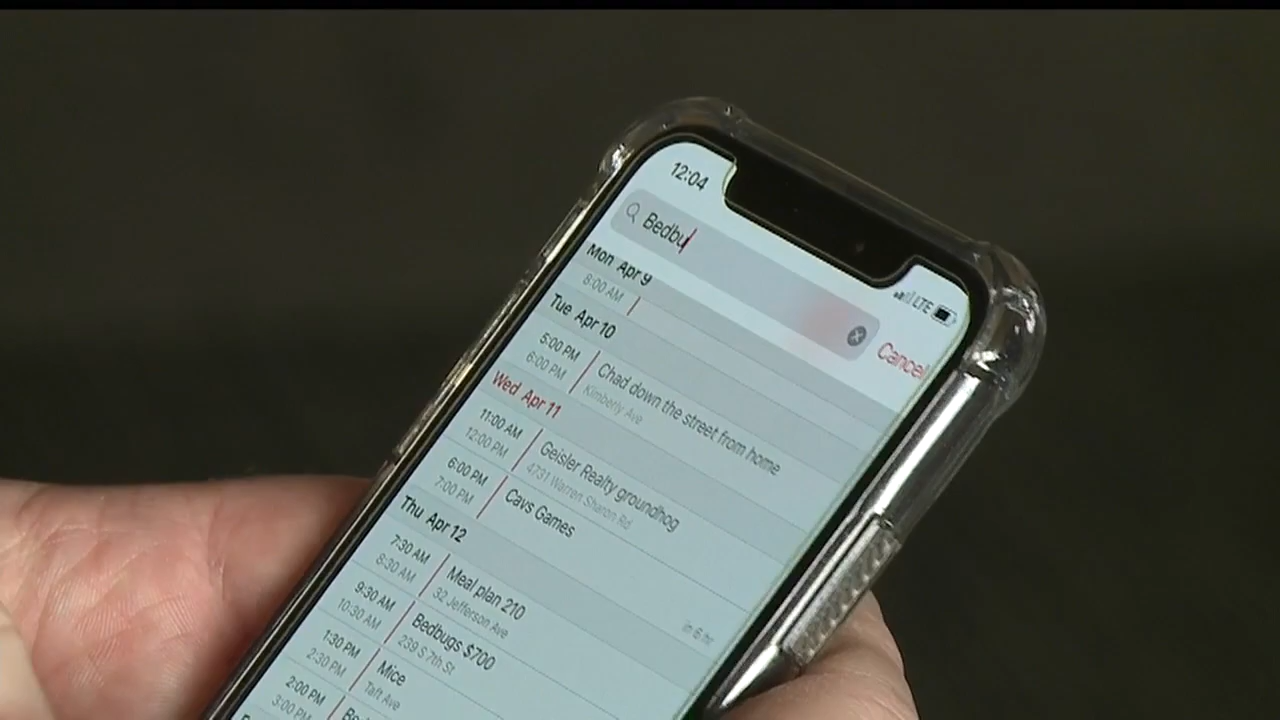 12:04
LTE
Bedbu
Cancel
Mon Apr 9
8:00 AM
Tue Apr 10
5:00 PM Chad down the street from home
6:00 PM Kimberly Ave
Wed Apr 11
11:00 AM Geisler Realty groundhog
12:00 PM 4731 Warren Sharon Rd
6:00 PM Cavs Games
7:00 PM
Thu Apr 12
7:30 AM Meal plan 210
8:30 AM 32 Jefferson Ave
9:30 AM Bedbugs $700
10:30 AM 239 S 7th St
1:30 PM Mice
2:30 PM Taft Ave
2:00 PM
3:00 PM